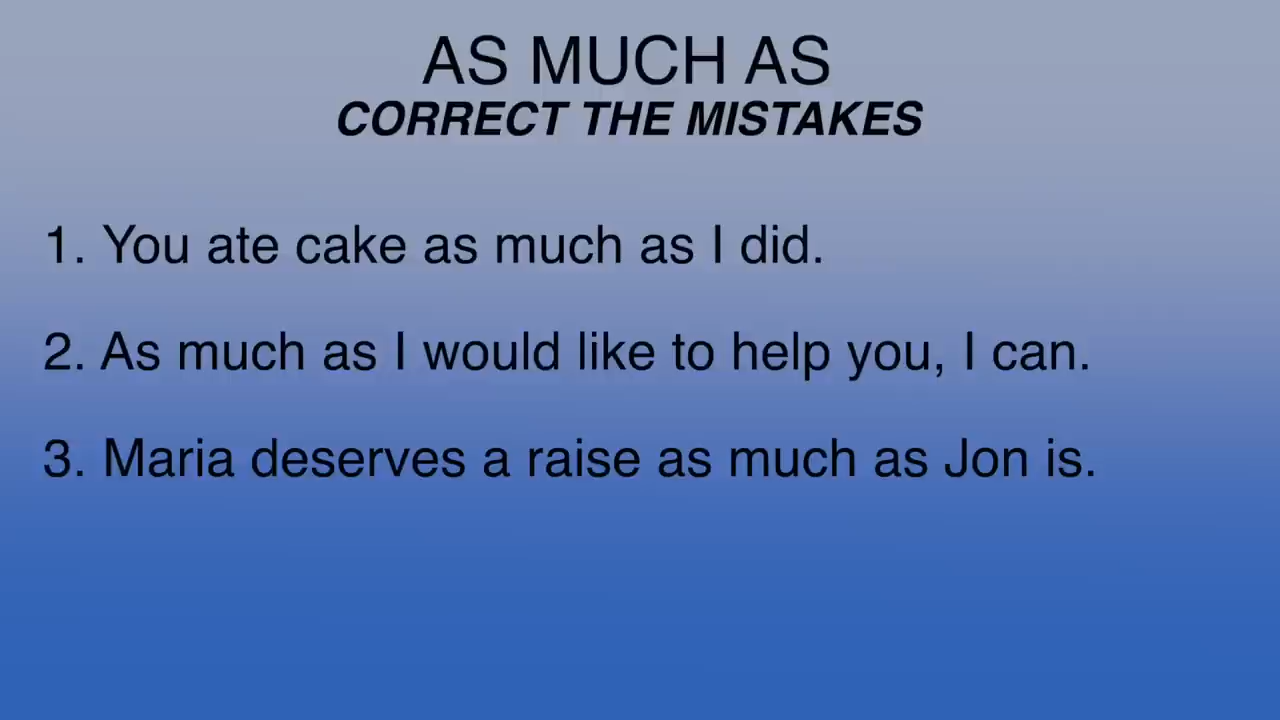 AS MUCH AS
CORRECT THE MISTAKES
1. You ate cake as much as I did.
2. As much as I would like to help you, I can.
3. Maria deserves a raise as much as Jon is.